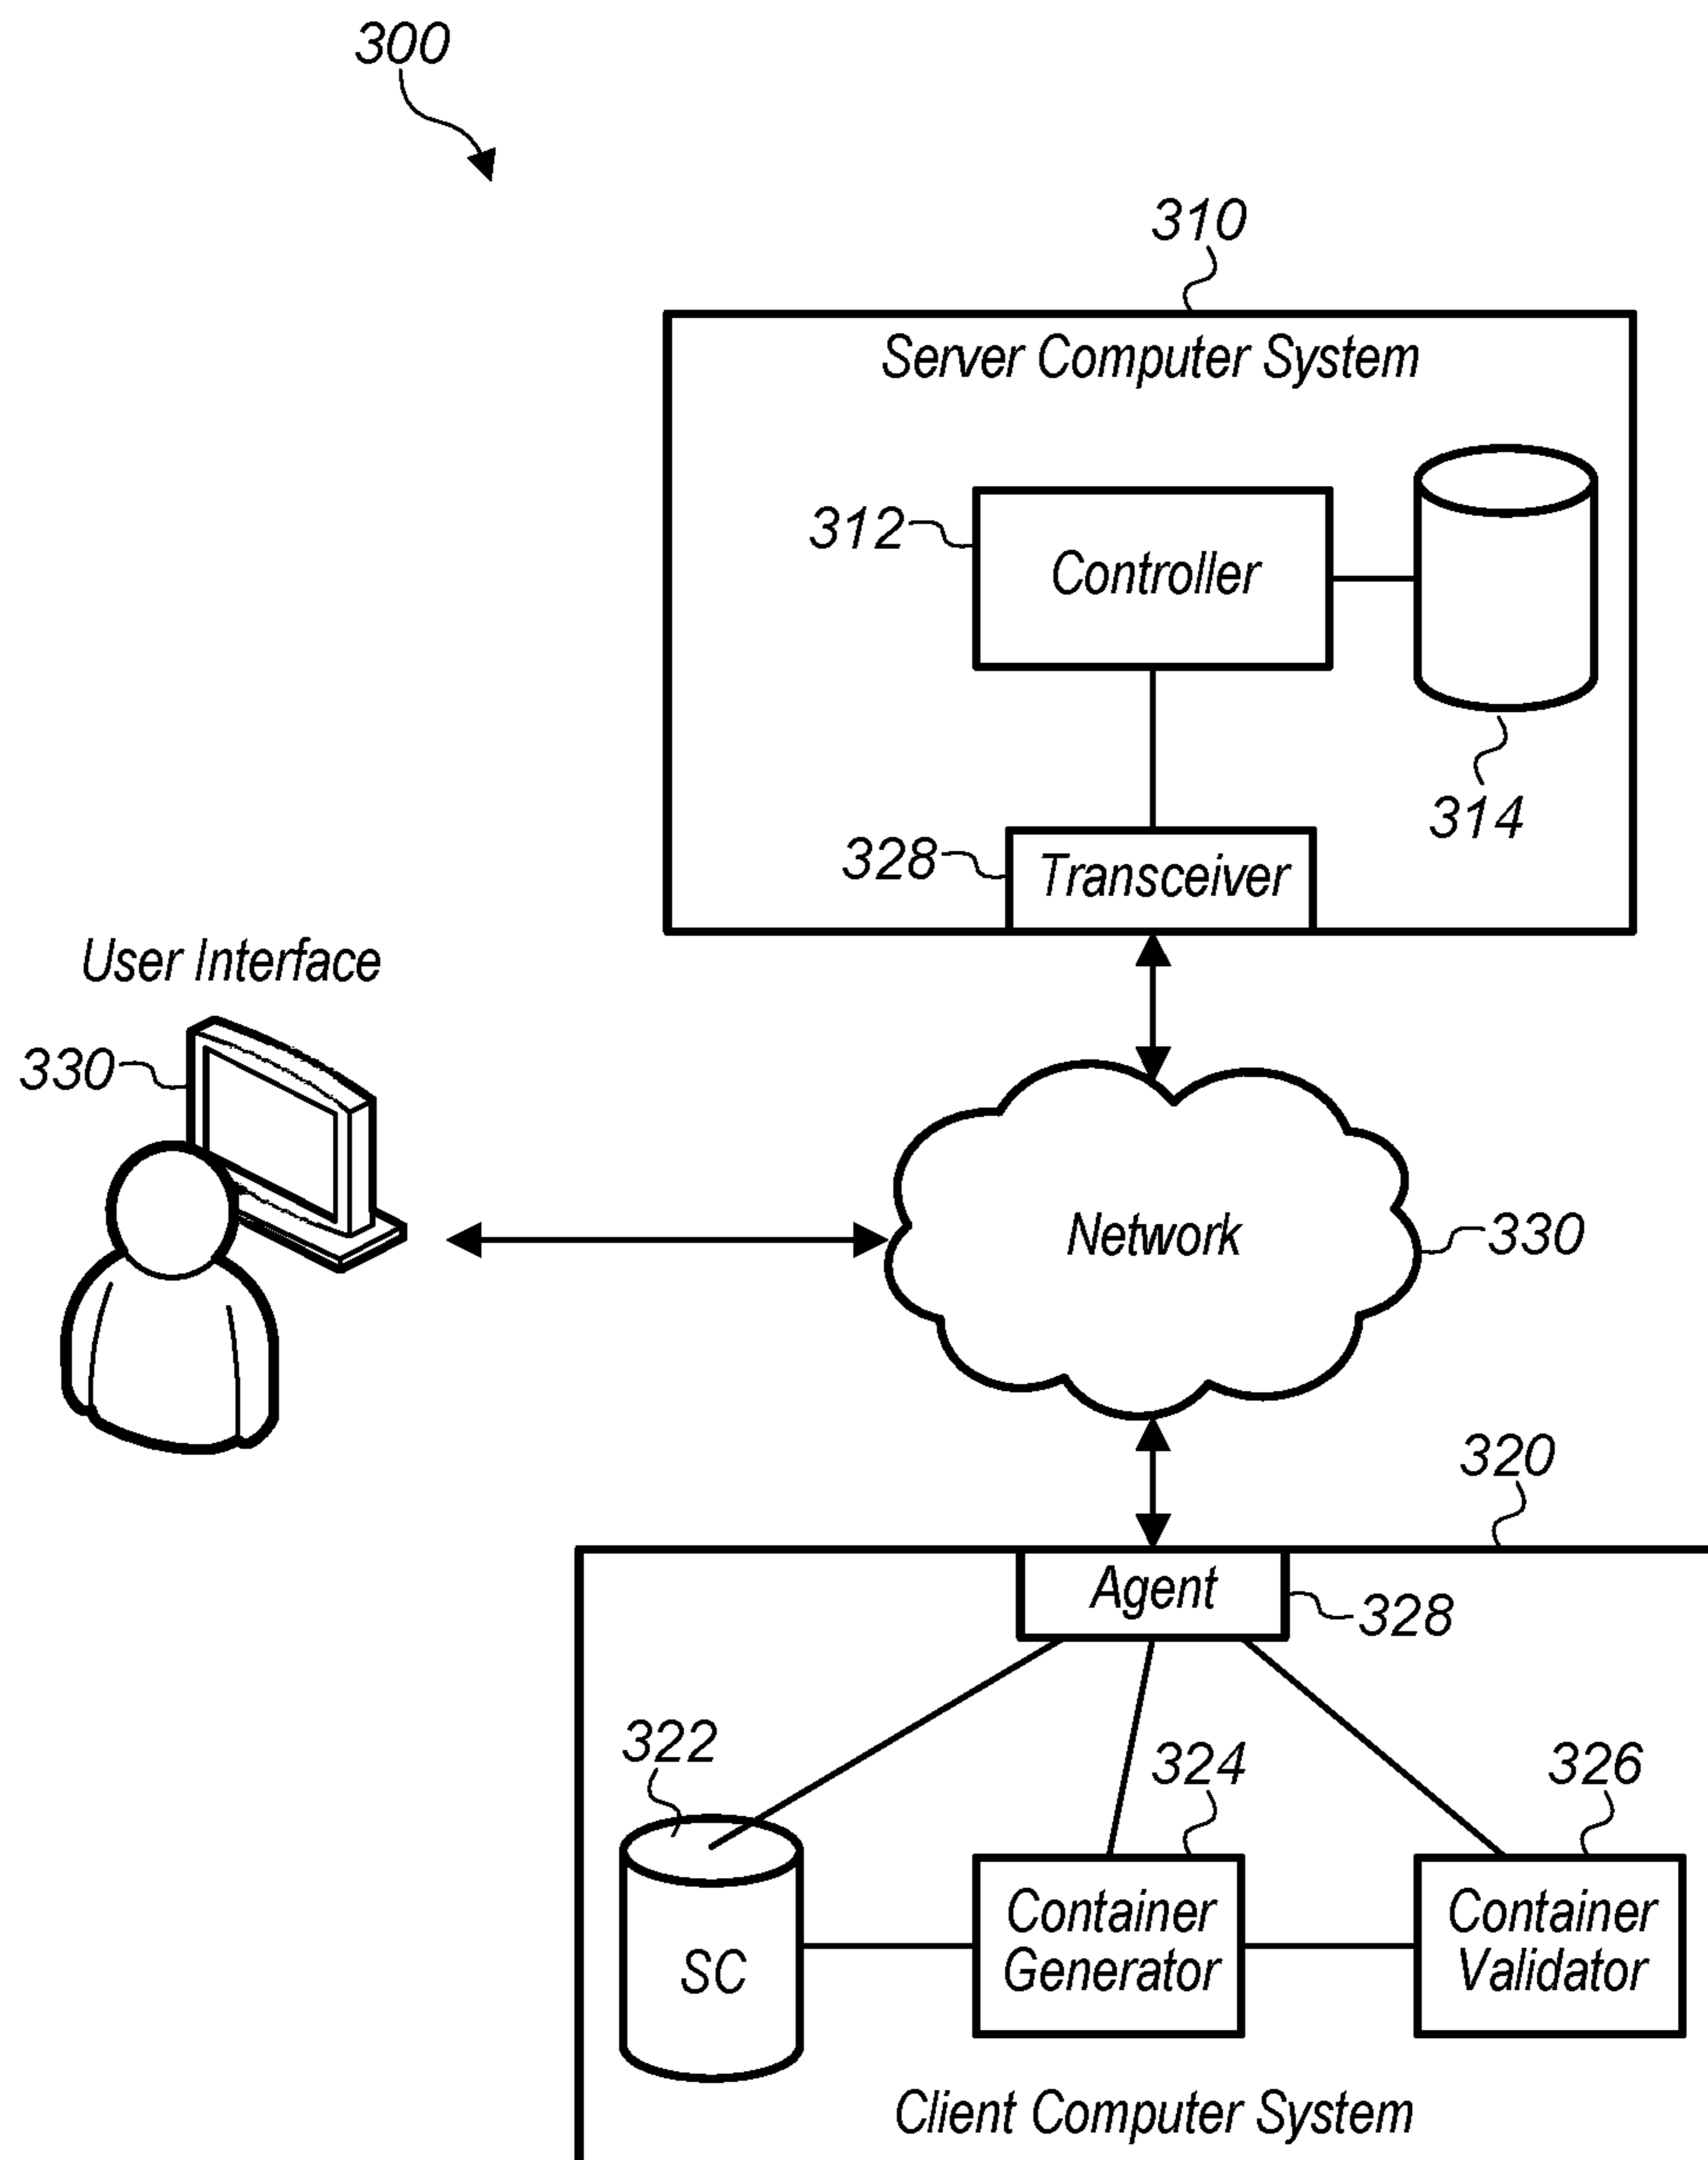 300
310
Server Computer System
312
Controller
314
328
Transceiver
User Interface
330
Network
330
320
Agent
328
322
324
326
SC
Container
Generator
Container
Validator
Client Computer System